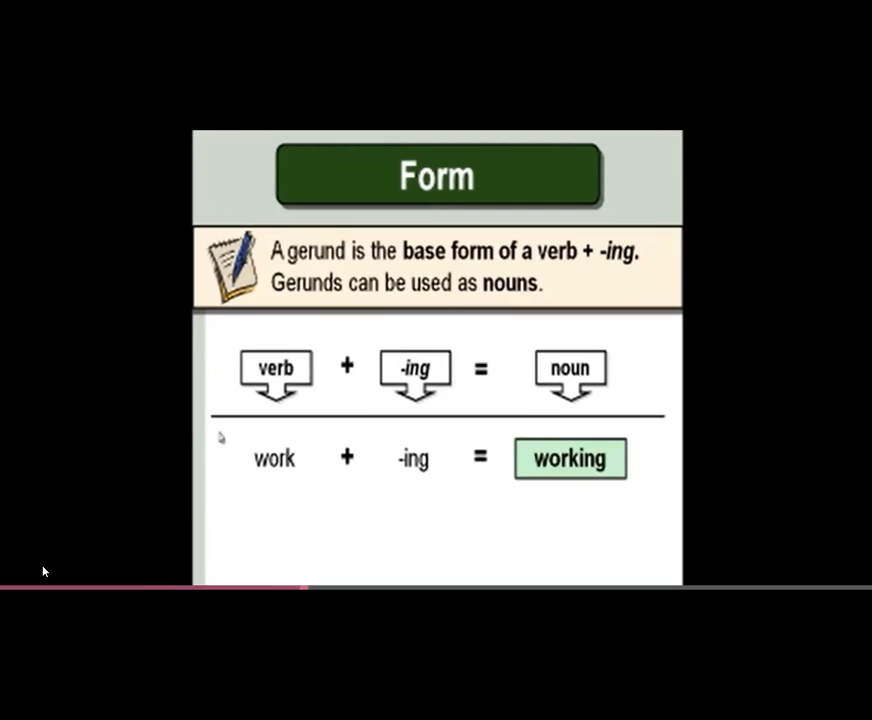 Form
A gerund is the base form of a verb + -ing.
Gerunds can be used as nouns.
verb + -ing = noun
work + -ing = working